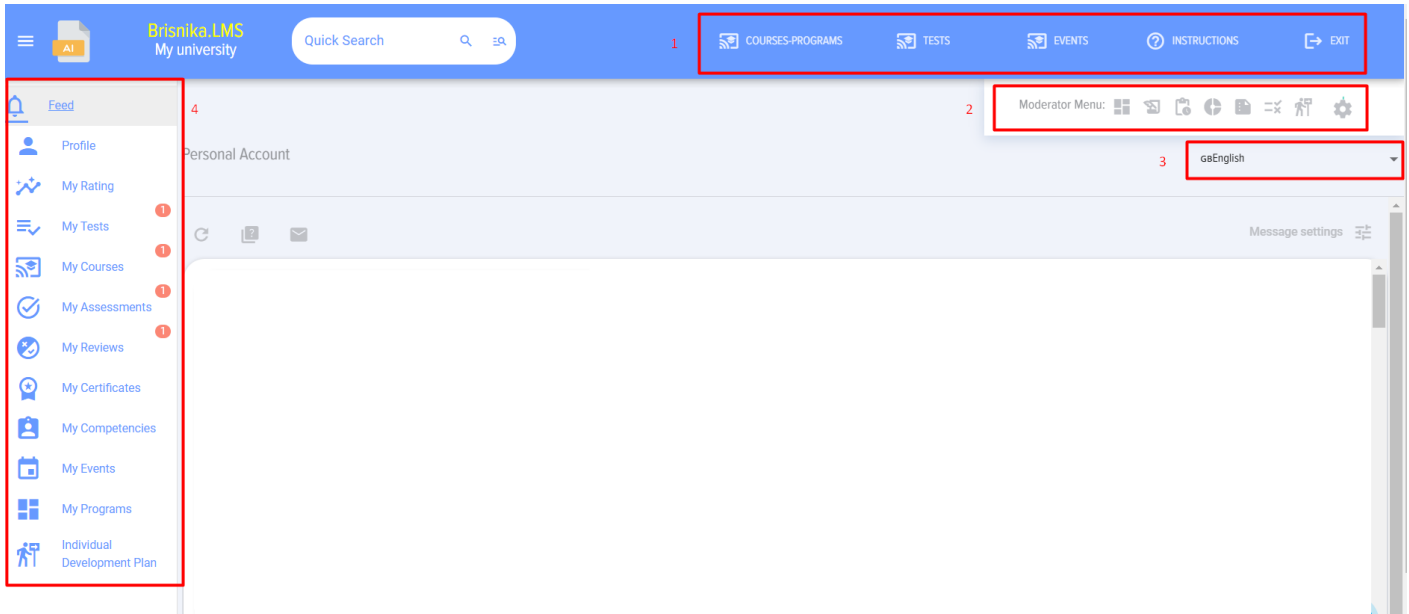 AI
Brisnika.LMS
My university
Quick Search
1
COURSES-PROGRAMS
TESTS
EVENTS
INSTRUCTIONS
EXIT
Feed
4
2
Moderator Menu:
Profile
Personal Account
3
GBEnglish
My Rating
1
My Tests
Message settings
1
My Courses
1
My Assessments
1
My Reviews
My Certificates
My Competencies
My Events
My Programs
Individual
Development Plan